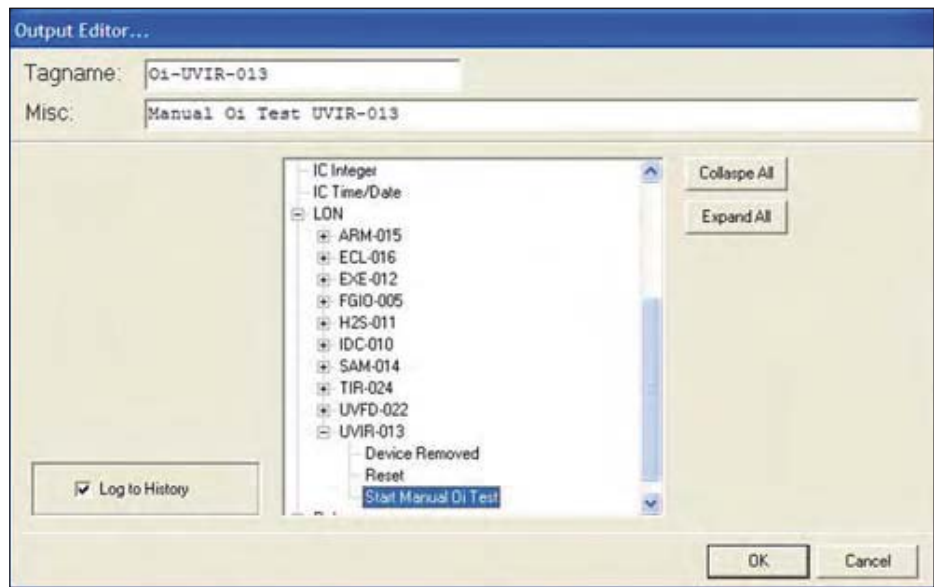 Output Editor...
Tagname: Oi-UVIR-013
Misc: Manual Oi Test UVIR-013
IC Integer
IC Time/Date
LON
ARM-015
ECL-016
EXE-012
FGIO-005
H2S-011
IDC-010
SAM-014
TIR-024
UVFD-022
UVIR-013
Device Removed
Reset
Start Manual Oi Test
Collaspe All
Expand All
Log to History
OK
Cancel